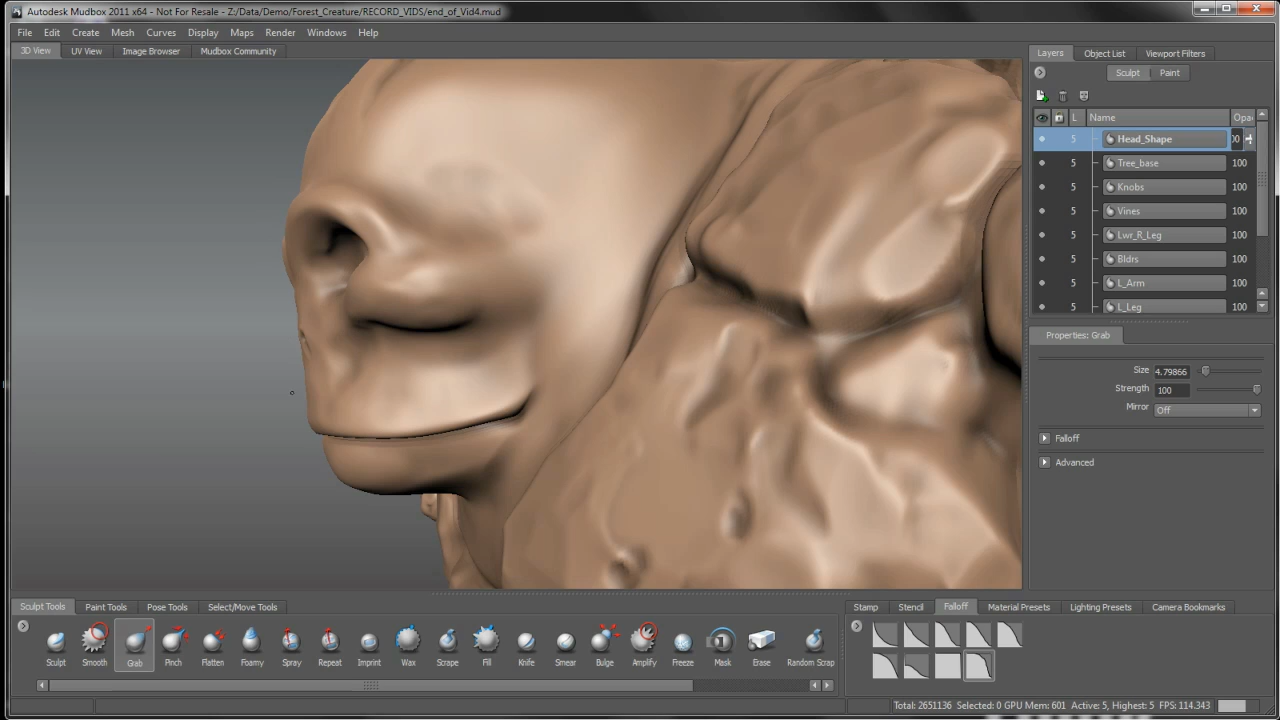 Autodesk Mudbox 2011 x64 - Not For Resale - Z:/Data/Demo/Forest_Creature/RECORD_VIDS/end_of_Vid4.mud
File Edit Create Mesh Curves Display Maps Render Windows Help
3D View UV View Image Browser Mudbox Community
Layers Object List Viewport Filters
Sculpt Paint
L Name Opac
5 Head_Shape 00
5 Tree_base 100
5 Knobs 100
5 Vines 100
5 Lwr_R_Leg 100
5 Bldrs 100
5 L_Arm 100
5 L_Leg 100
Properties: Grab
Size 4.79866
Strength 100
Mirror Off
Falloff
Advanced
Sculpt Tools Paint Tools Pose Tools Select/Move Tools
Sculpt Smooth Grab Pinch Flatten Foamy Spray Repeat Imprint Wax Scrape Fill Knife Smear Bulge Amplify Freeze Mask Erase Random Scrap
Stamp Stencil Falloff Material Presets Lighting Presets Camera Bookmarks
Total: 2651136 Selected: 0 GPU Mem: 601 Active: 5, Highest: 5 FPS: 114.343